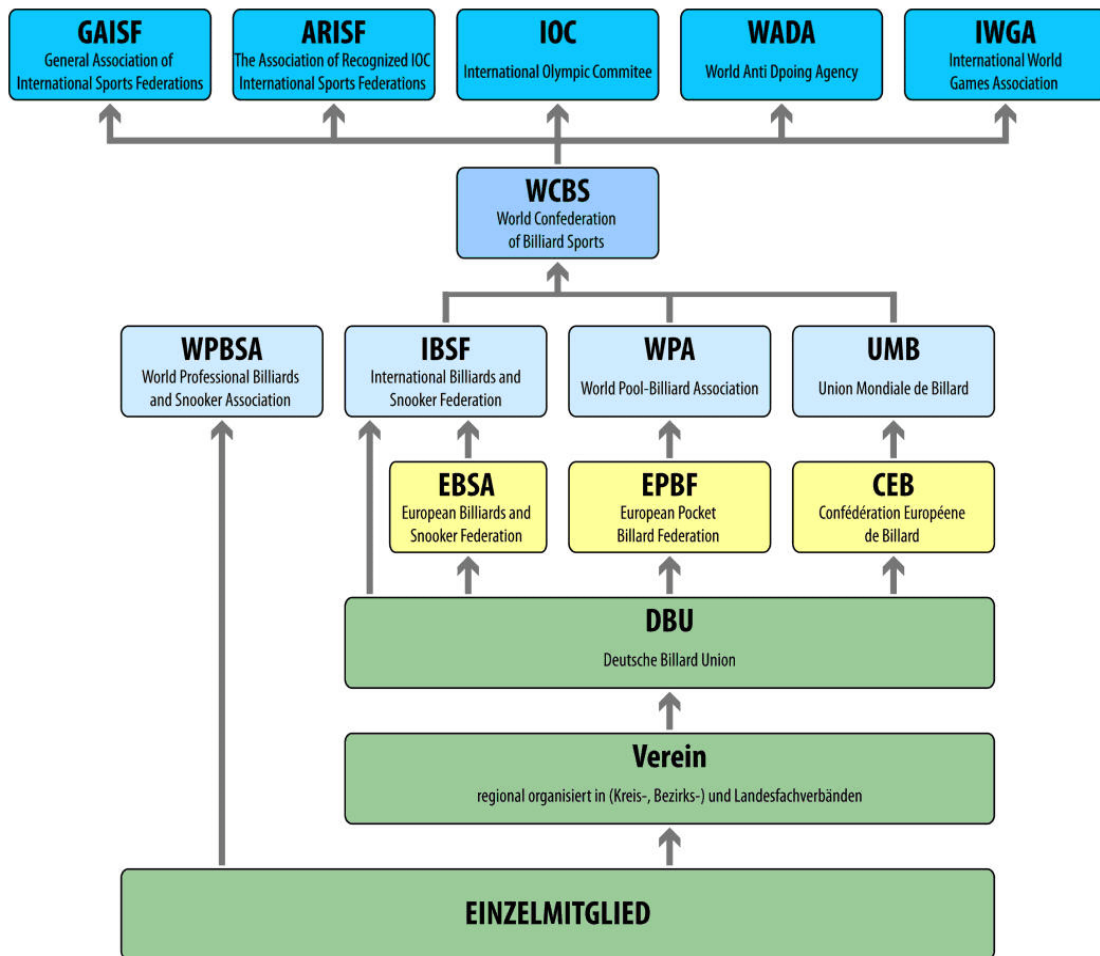 GAISF
General Association of
International Sports Federations
ARISF
The Association of Recognized IOC
International Sports Federations
IOC
International Olympic Commitee
WADA
World Anti Dpoing Agency
IWGA
International World
Games Association
WCBS
World Confederation
of Billiard Sports
WPBSA
World Professional Billiards
and Snooker Association
IBSF
International Billiards and
Snooker Federation
WPA
World Pool-Billiard Association
UMB
Union Mondiale de Billard
EBSA
European Billiards and
Snooker Federation
EPBF
European Pocket
Billard Federation
CEB
Confédération Européene
de Billard
DBU
Deutsche Billard Union
Verein
regional organisiert in (Kreis-, Bezirks-) und Landesfachverbänden
EINZELMITGLIED